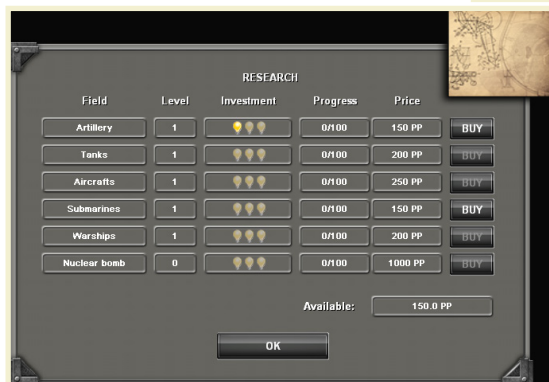 RESEARCH
Field Level Investment Progress Price
Artillery 1 0/100 150 PP BUY
Tanks 1 0/100 200 PP BUY
Aircrafts 1 0/100 250 PP BUY
Submarines 1 0/100 150 PP BUY
Warships 1 0/100 200 PP BUY
Nuclear bomb 0 0/100 1000 PP BUY
Available: 150.0 PP
OK